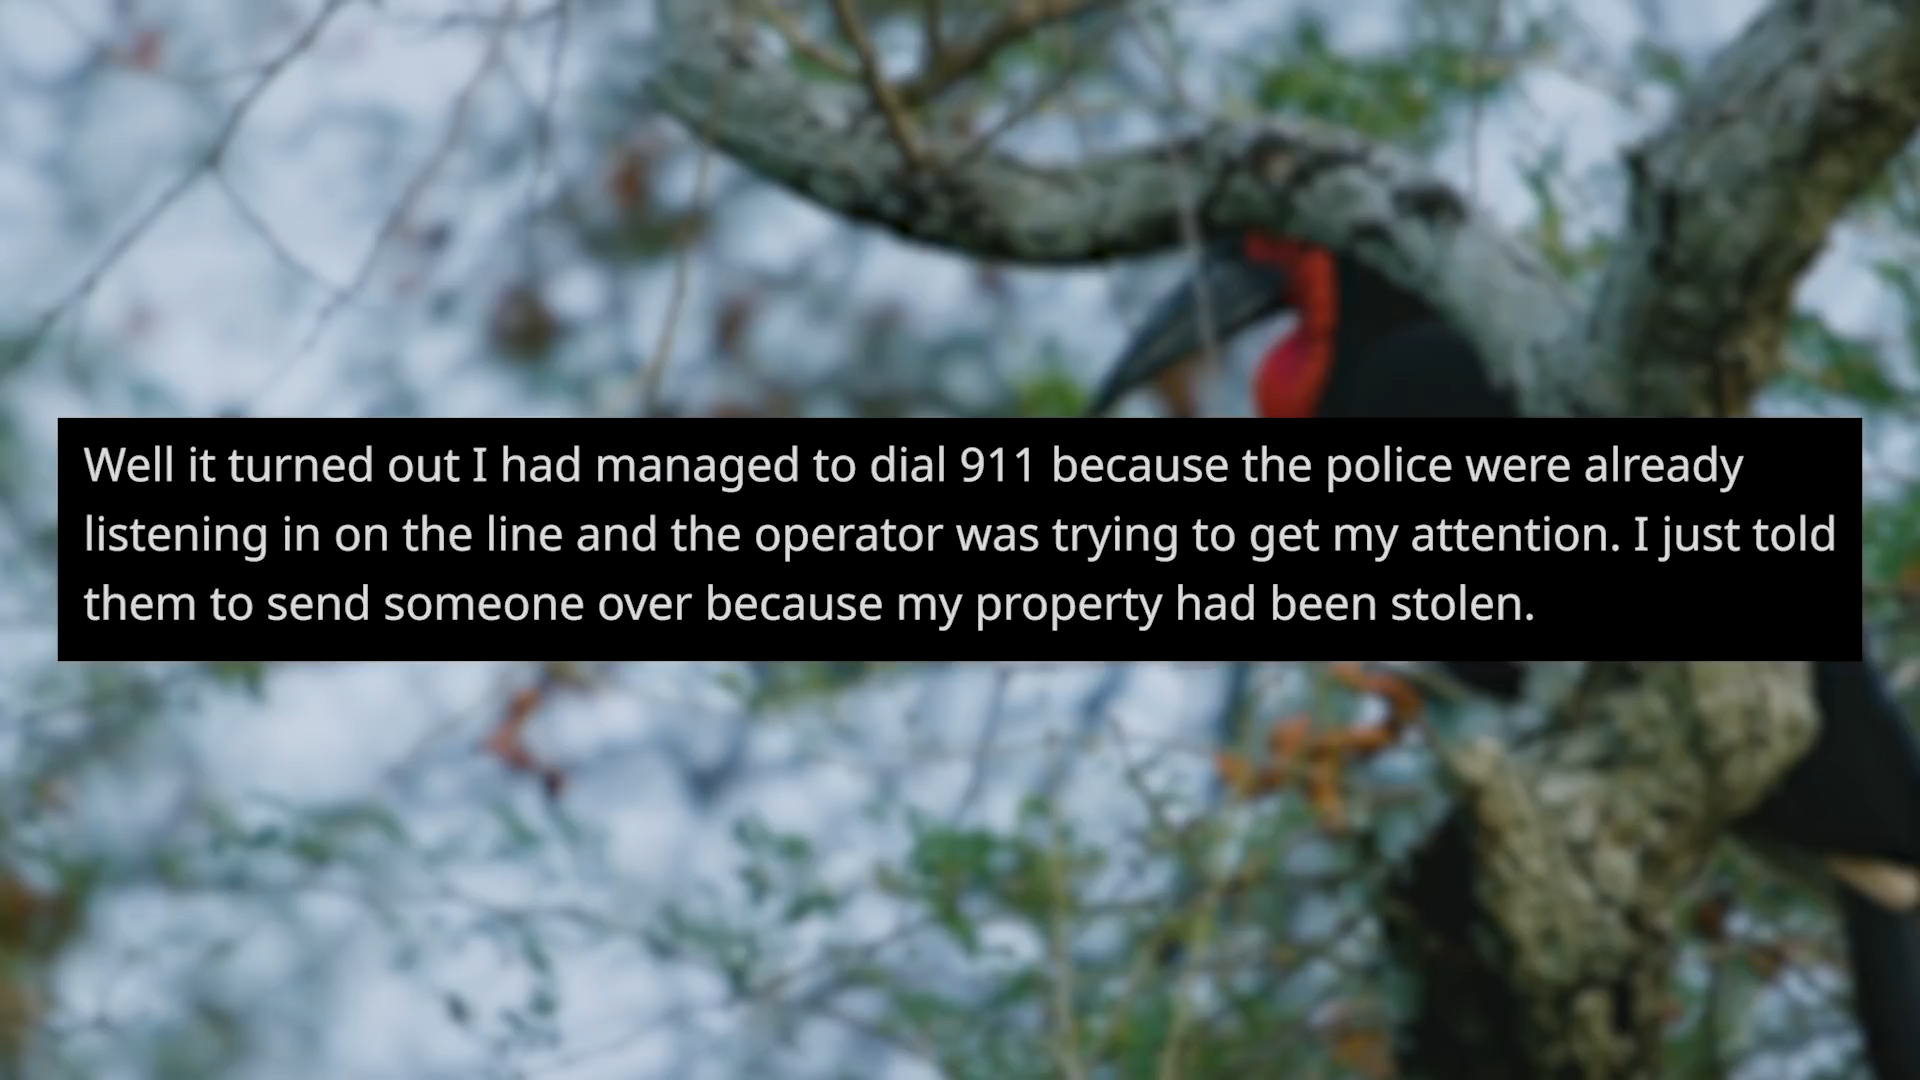 Well it turned out I had managed to dial 911 because the police were already
listening in on the line and the operator was trying to get my attention. I just told
them to send someone over because my property had been stolen.